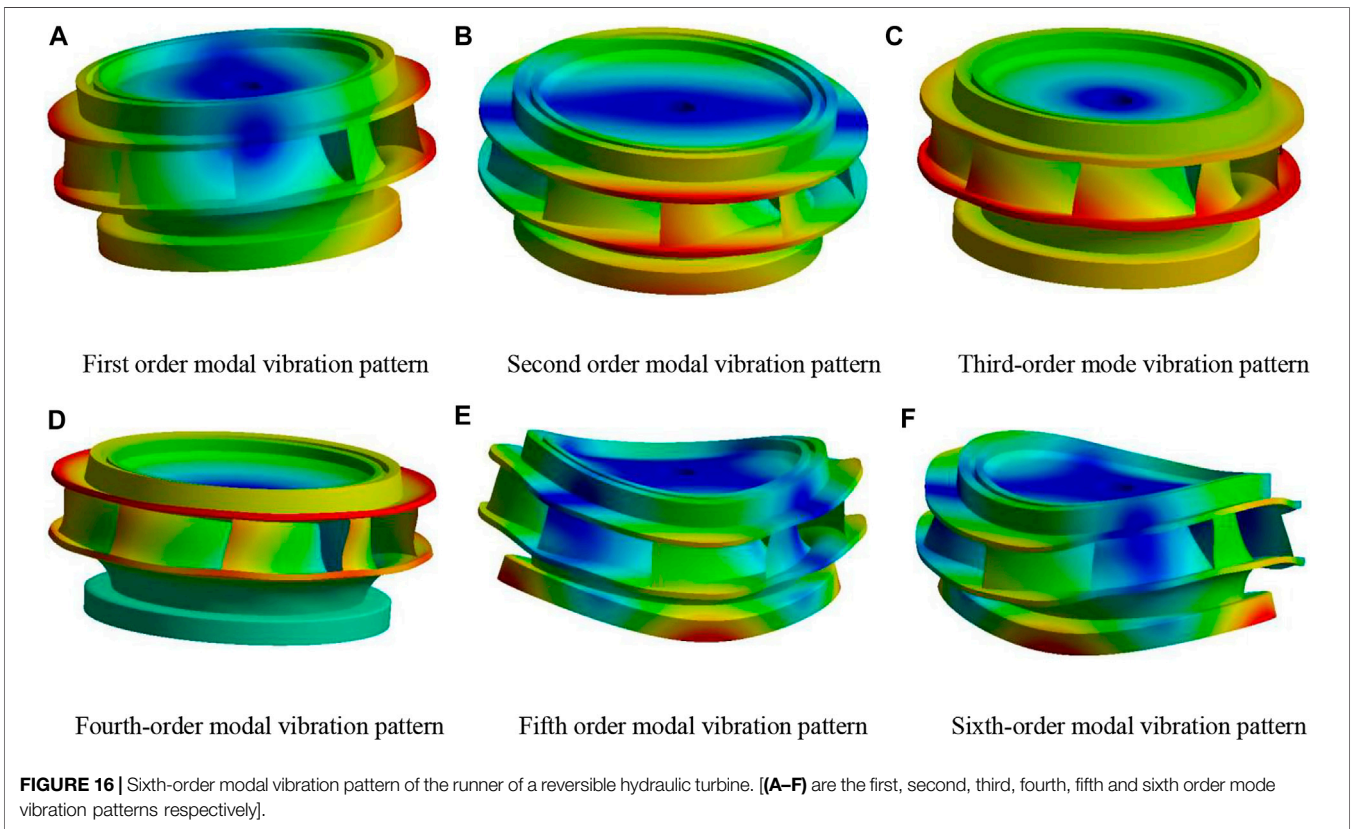 A
B
C
First order modal vibration pattern
Second order modal vibration pattern
Third-order mode vibration pattern
D
E
F
Fourth-order modal vibration pattern
Fifth order modal vibration pattern
Sixth-order modal vibration pattern
FIGURE 16 | Sixth-order modal vibration pattern of the runner of a reversible hydraulic turbine. [(A–F) are the first, second, third, fourth, fifth and sixth order mode
vibration patterns respectively].